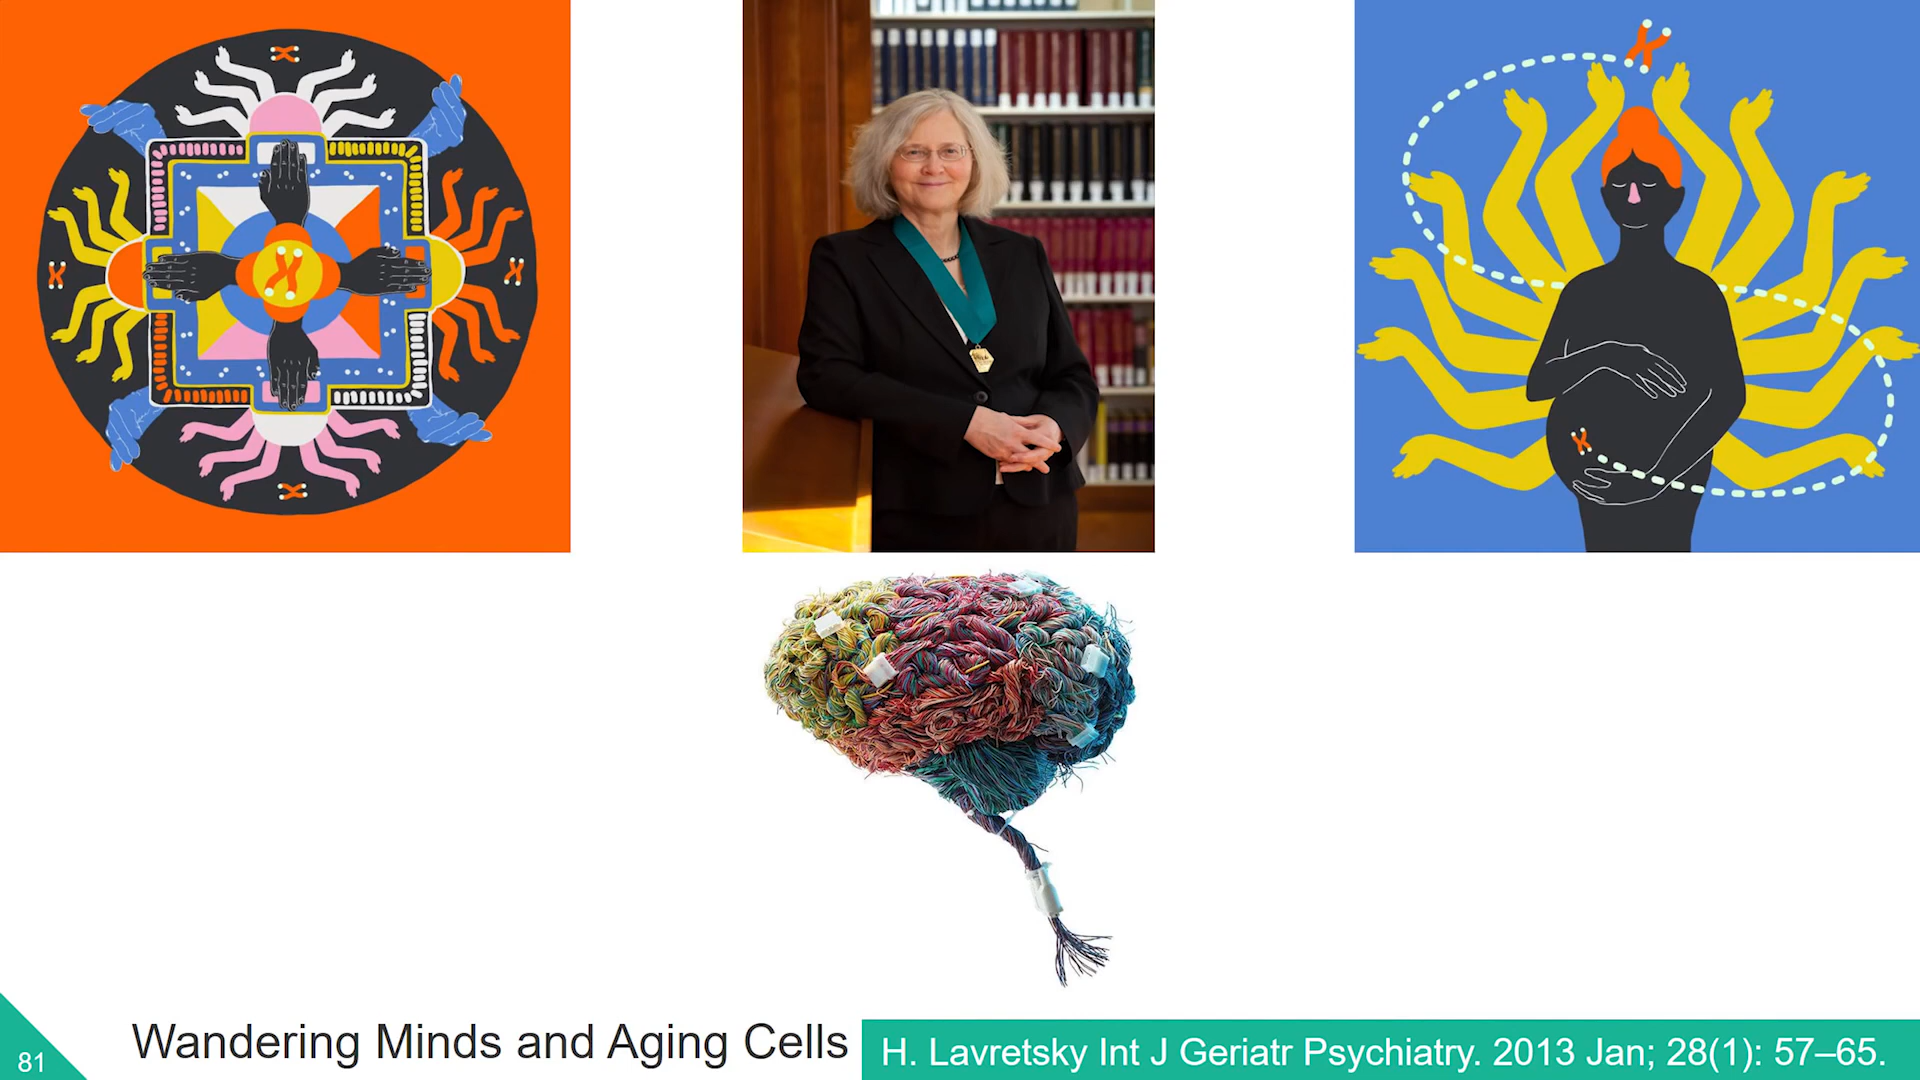 Wandering Minds and Aging Cells
H. Lavretsky Int J Geriatr Psychiatry. 2013 Jan; 28(1): 57–65.
81